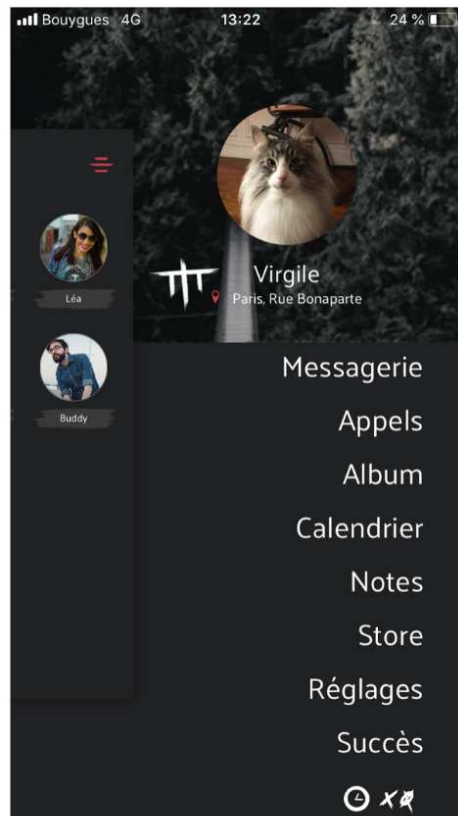 Bouygues 4G 13:22 24 %
Virgile
Paris, Rue Bonaparte
Léa
Buddy
Messagerie
Appels
Album
Calendrier
Notes
Store
Réglages
Succès